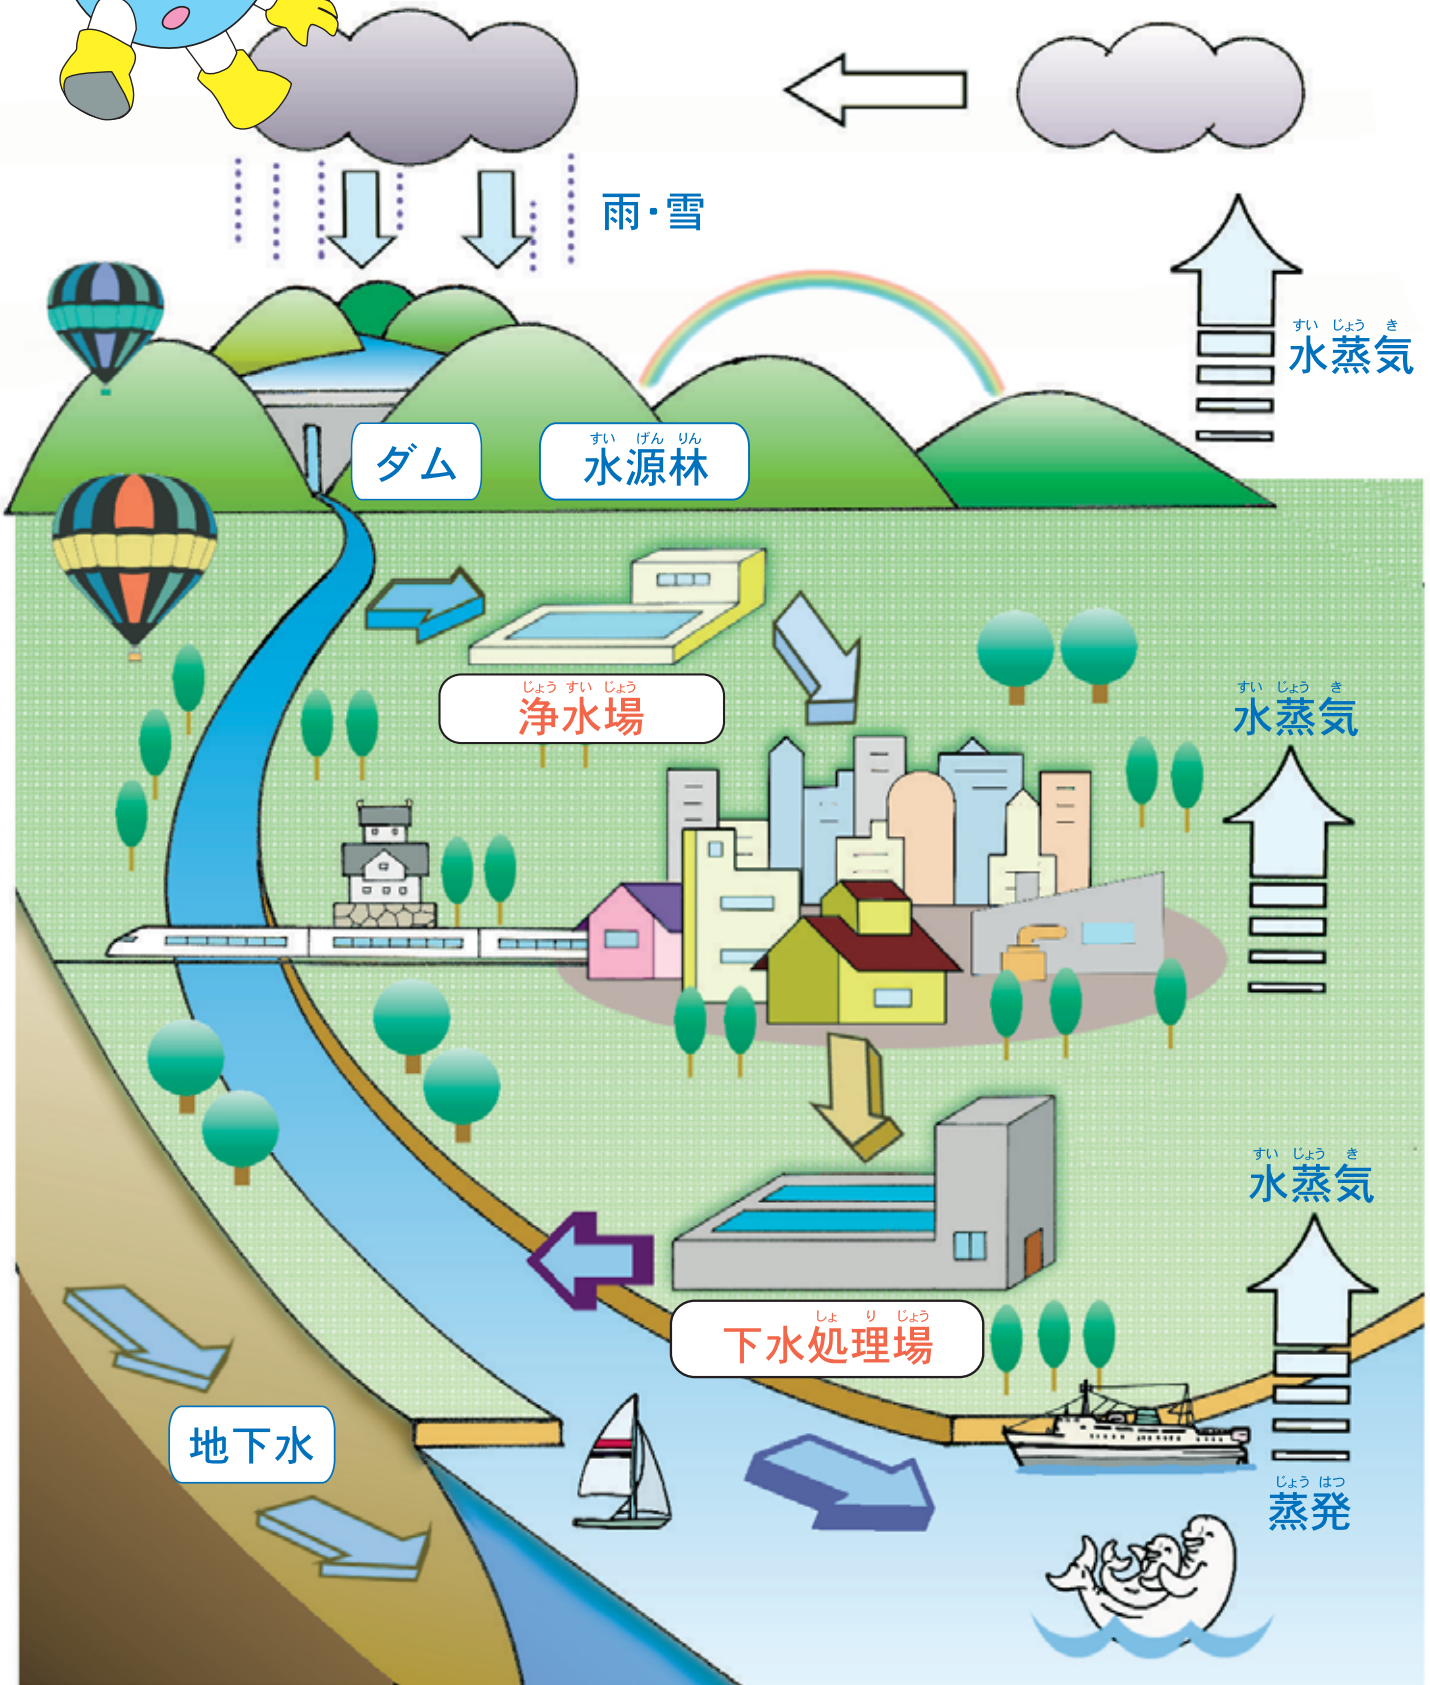 雨・雪
すい じょう き
水蒸気
ダム
すい げん りん
水源林
じょう すい じょう
浄水場
すい じょう き
水蒸気
すい じょう き
水蒸気
しょ り じょう
下水処理場
地下水
じょう はつ
蒸発